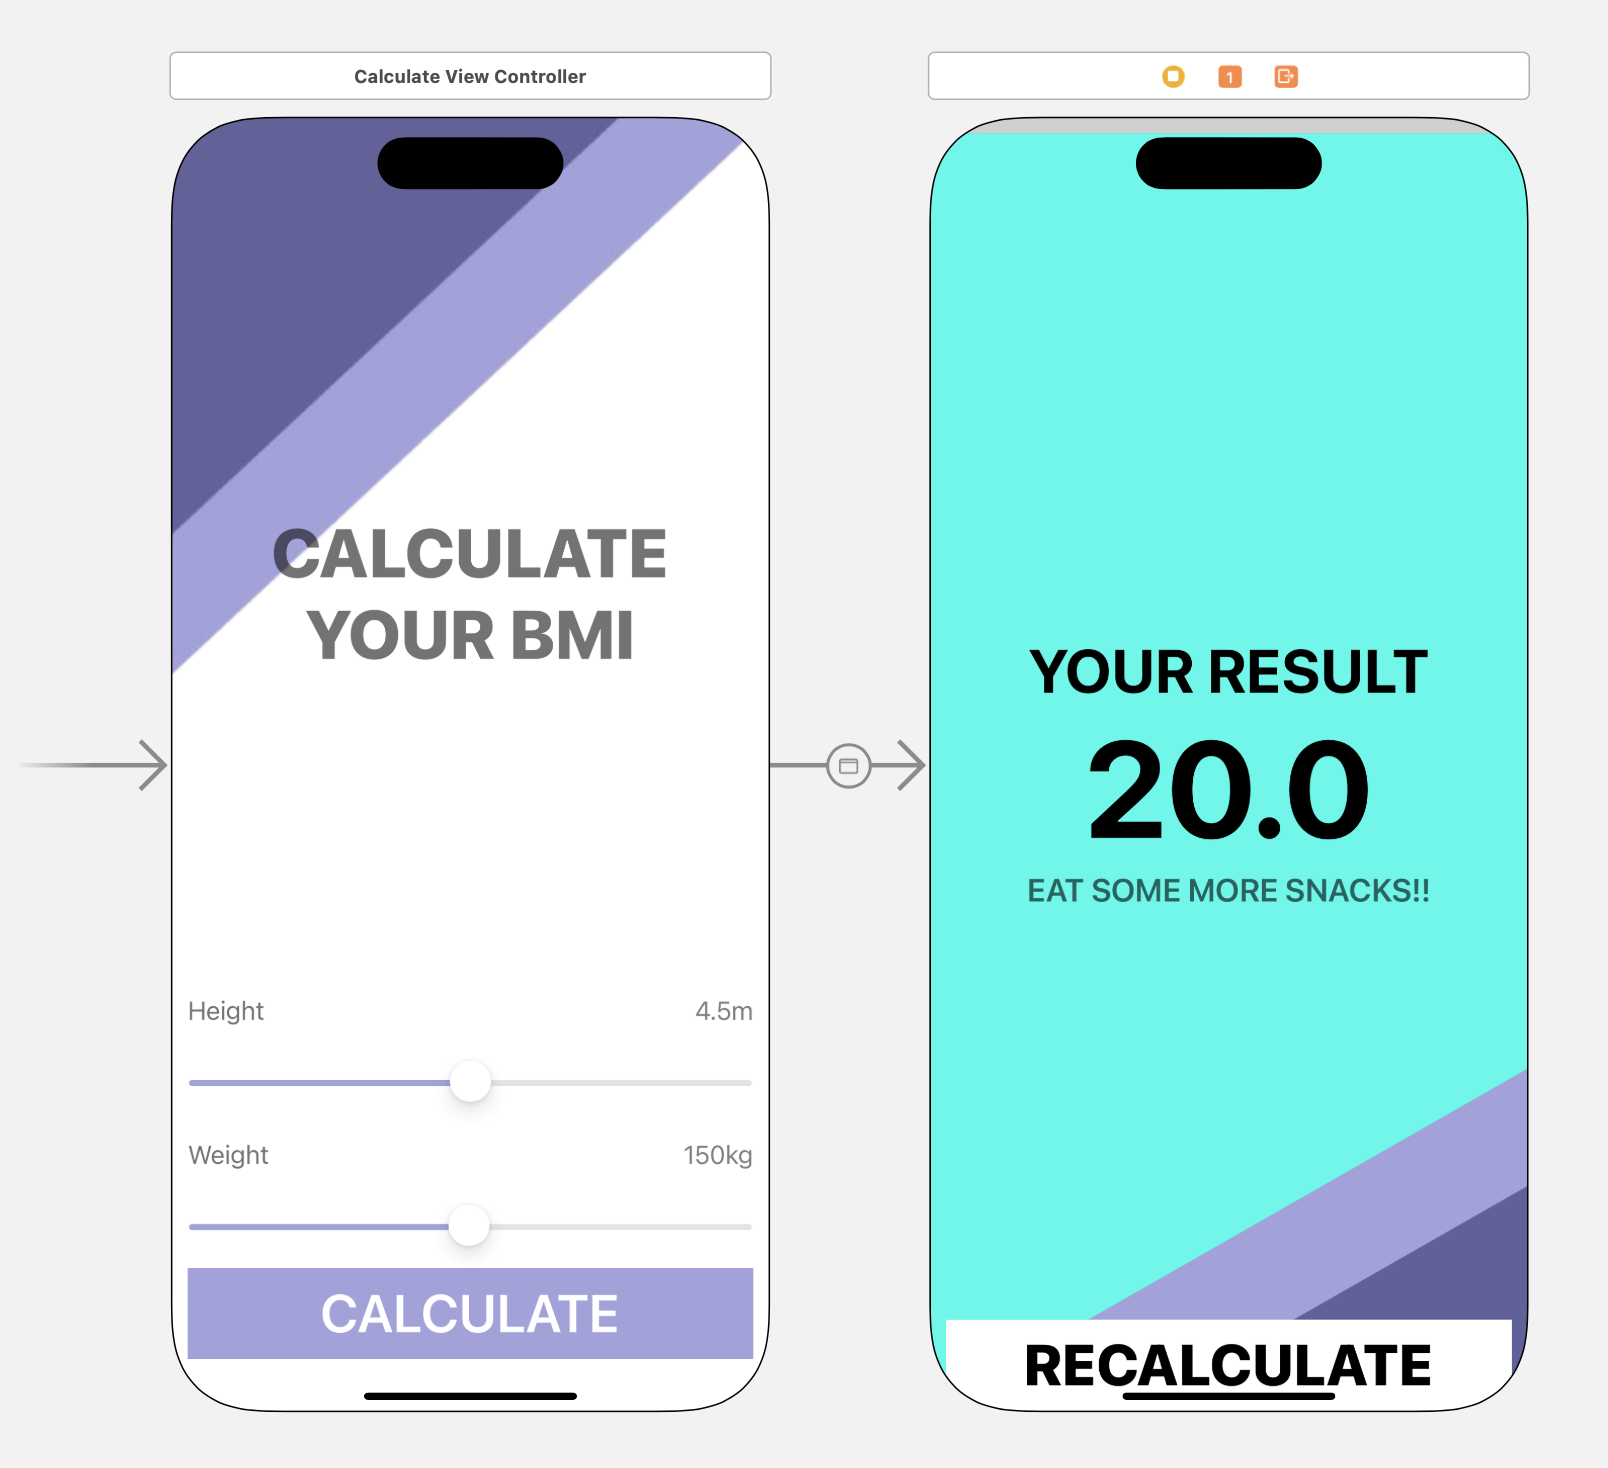 Calculate View Controller
1
CALCULATE
YOUR BMI
Height 4.5m
Weight 150kg
CALCULATE
YOUR RESULT
20.0
EAT SOME MORE SNACKS!!
RECALCULATE